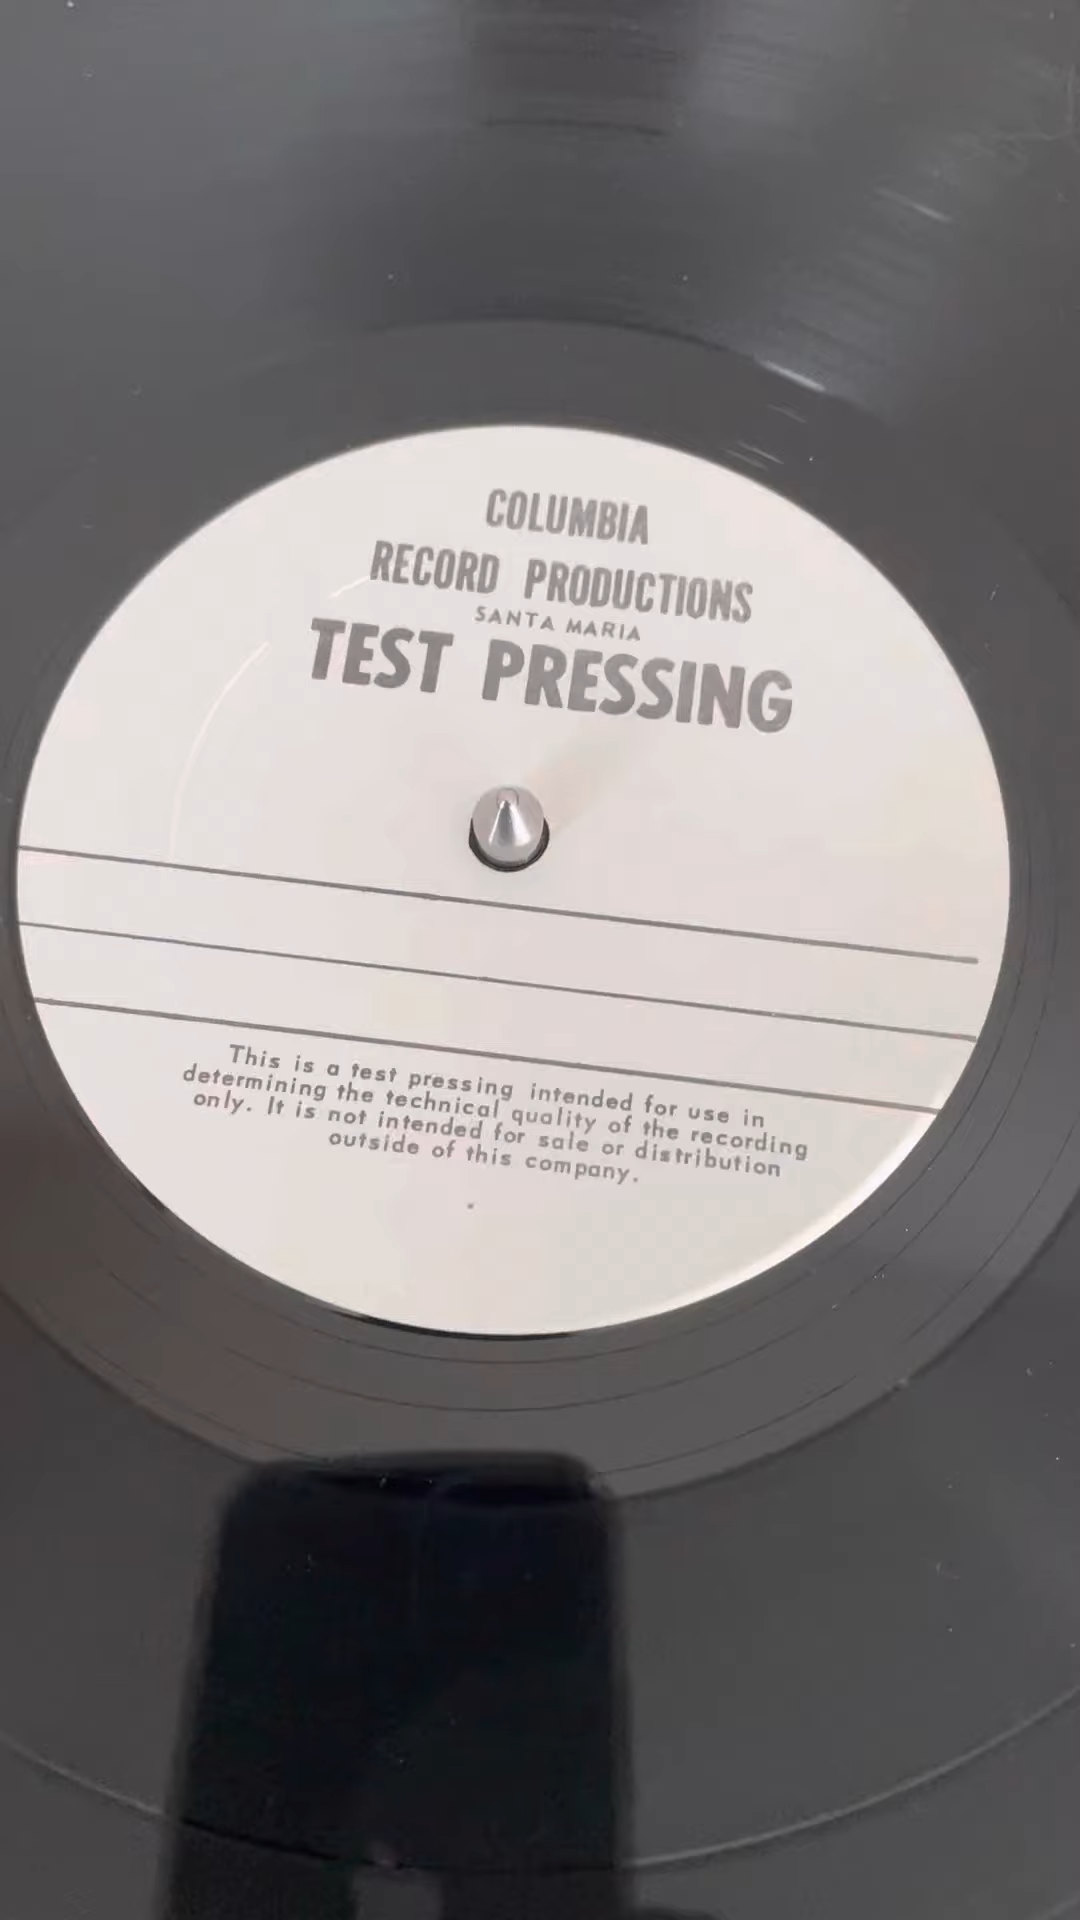 COLUMBIA
RECORD PRODUCTIONS
SANTA MARIA
TEST PRESSING
This is a test pressing intended for use in
determining the technical quality of the recording
only. It is not intended for sale or distribution
outside of this company.